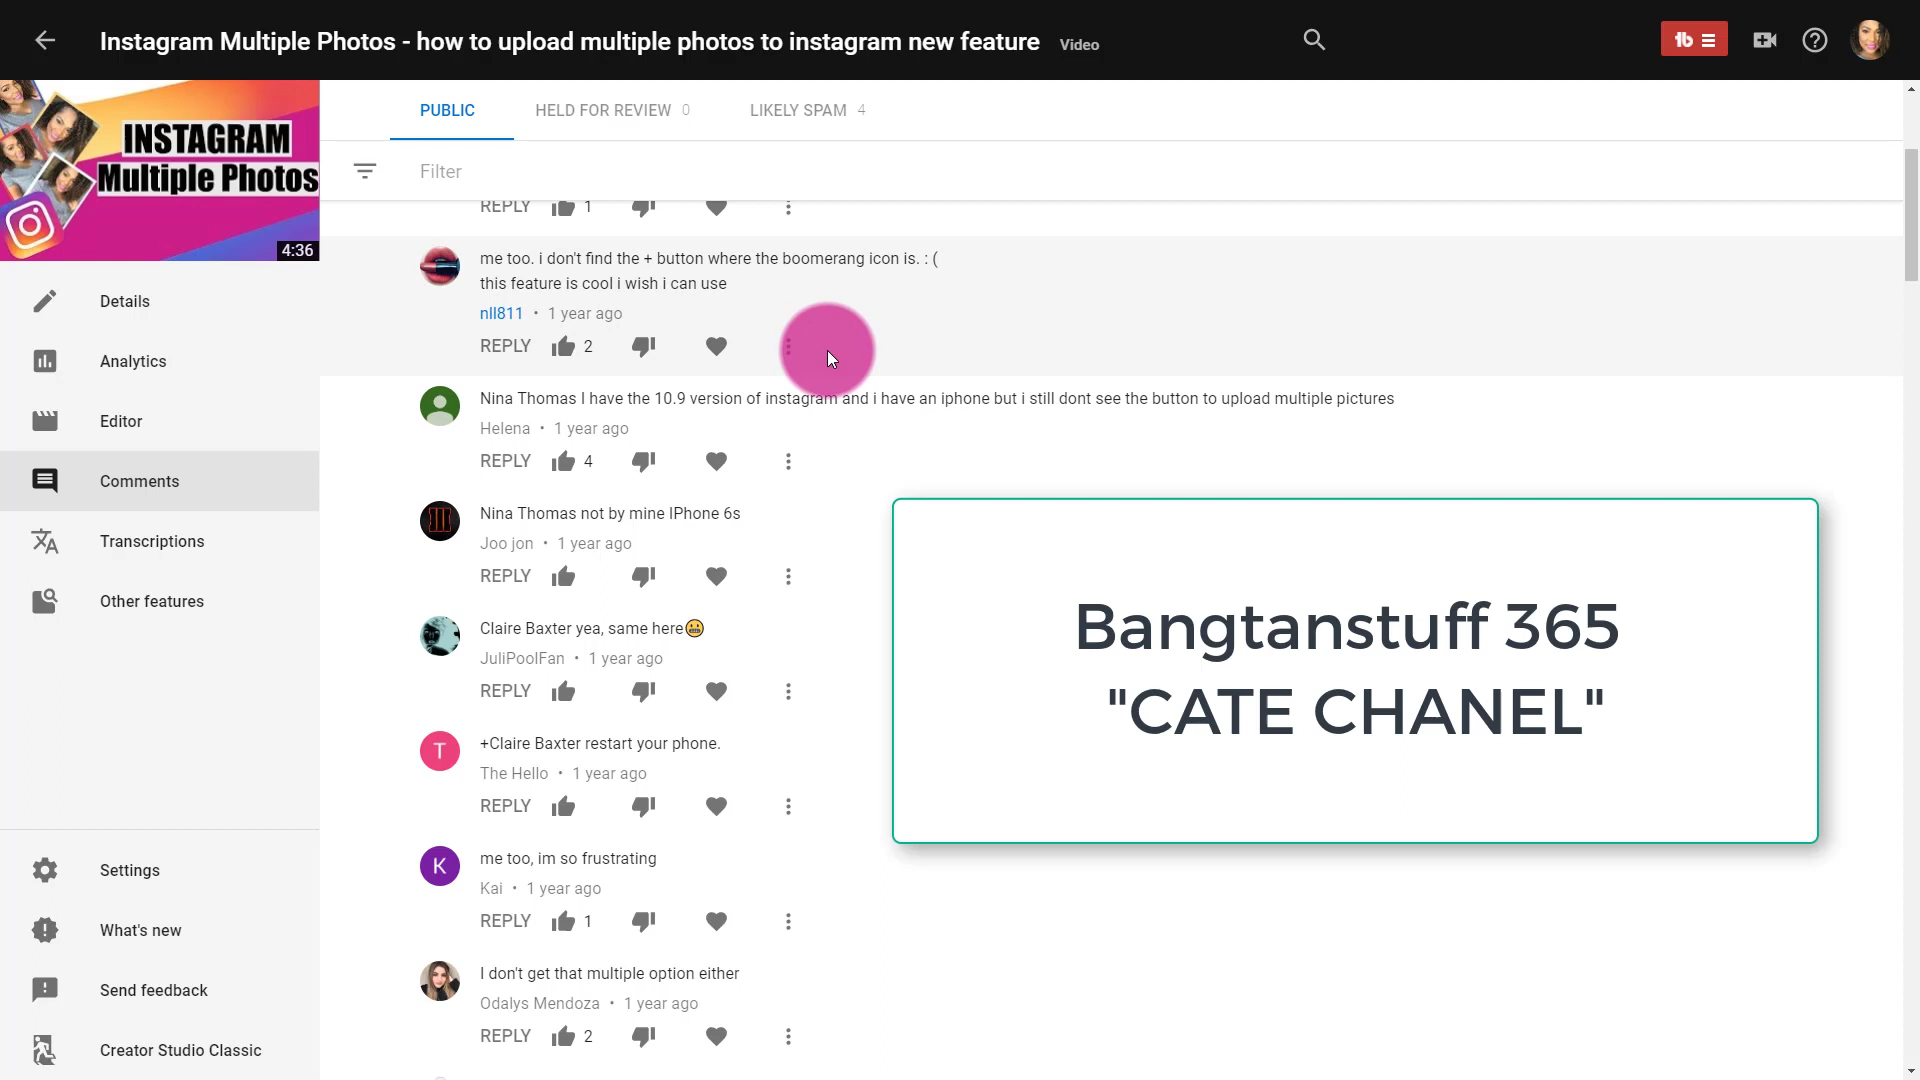 Instagram Multiple Photos - how to upload multiple photos to instagram new feature Video
INSTAGRAM
Multiple Photos
4:36
Details
Analytics
Editor
Comments
Transcriptions
Other features
Settings
What's new
Send feedback
Creator Studio Classic
PUBLIC HELD FOR REVIEW 0 LIKELY SPAM 4
Filter
REPLY 1
me too. i don't find the + button where the boomerang icon is. : (
this feature is cool i wish i can use
nll811 • 1 year ago
REPLY 2
Nina Thomas I have the 10.9 version of instagram and i have an iphone but i still dont see the button to upload multiple pictures
Helena • 1 year ago
REPLY 4
Nina Thomas not by mine IPhone 6s
Joo jon • 1 year ago
REPLY
Claire Baxter yea, same here😬
JuliPoolFan • 1 year ago
REPLY
T
+Claire Baxter restart your phone.
The Hello • 1 year ago
REPLY
K
me too, im so frustrating
Kai • 1 year ago
REPLY 1
I don't get that multiple option either
Odalys Mendoza • 1 year ago
REPLY 2
Bangtanstuff 365
"CATE CHANEL"